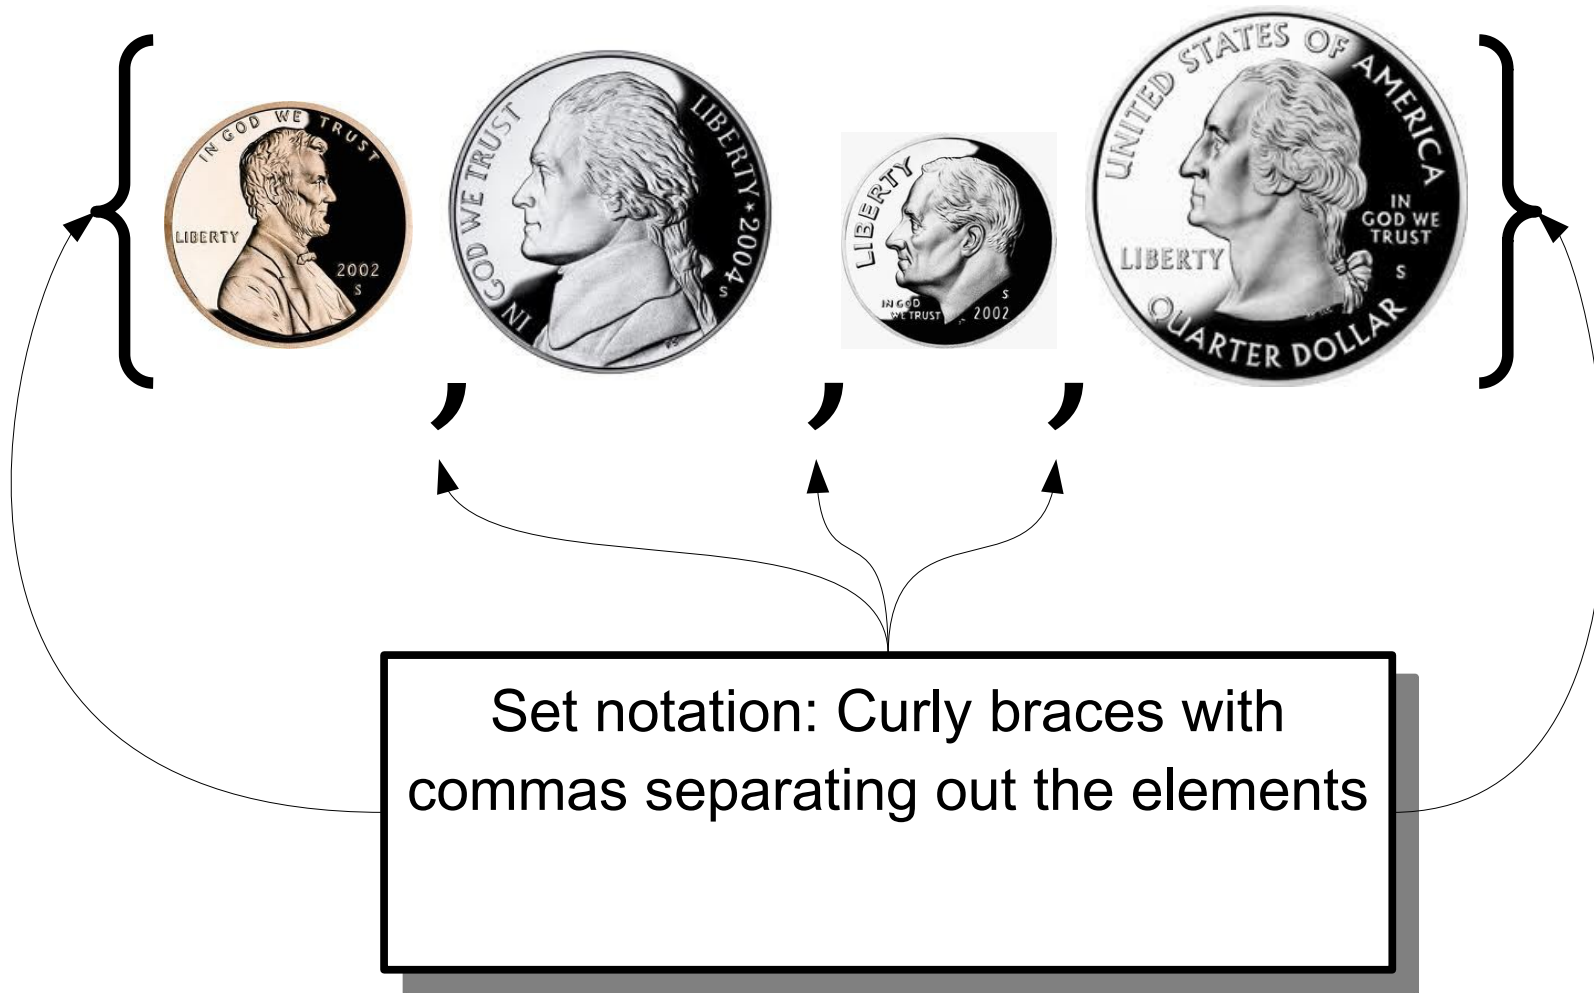 { , , , }
IN GOD WE TRUST
LIBERTY
2002
S
IN GOD WE TRUST
LIBERTY * 2004
S
LIBERTY
IN GOD
WE TRUST
S
2002
UNITED STATES OF AMERICA
LIBERTY
IN
GOD WE
TRUST
S
QUARTER DOLLAR
Set notation: Curly braces with
commas separating out the elements